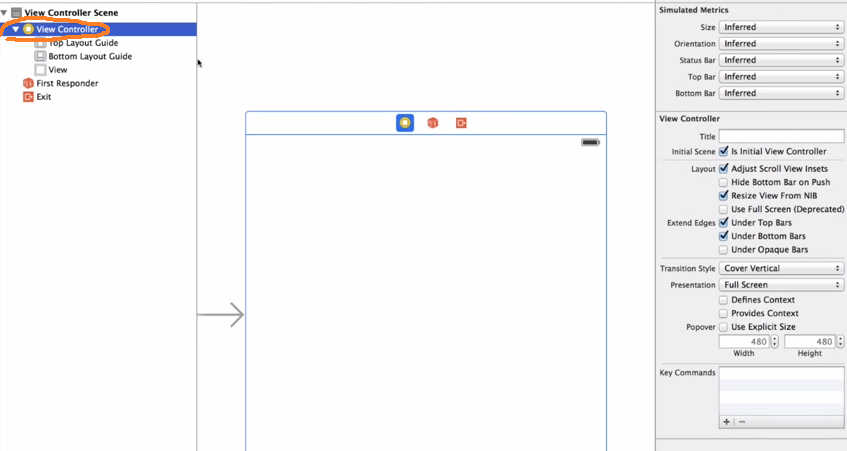 View Controller Scene
View Controller
Top Layout Guide
Bottom Layout Guide
View
First Responder
Exit
Simulated Metrics
Size Inferred
Orientation Inferred
Status Bar Inferred
Top Bar Inferred
Bottom Bar Inferred
View Controller
Title
Initial Scene Is Initial View Controller
Layout Adjust Scroll View Insets
Hide Bottom Bar on Push
Resize View From NIB
Use Full Screen (Deprecated)
Extend Edges Under Top Bars
Under Bottom Bars
Under Opaque Bars
Transition Style Cover Vertical
Presentation Full Screen
Defines Context
Provides Context
Popover Use Explicit Size
480 480
Width Height
Key Commands
+ −